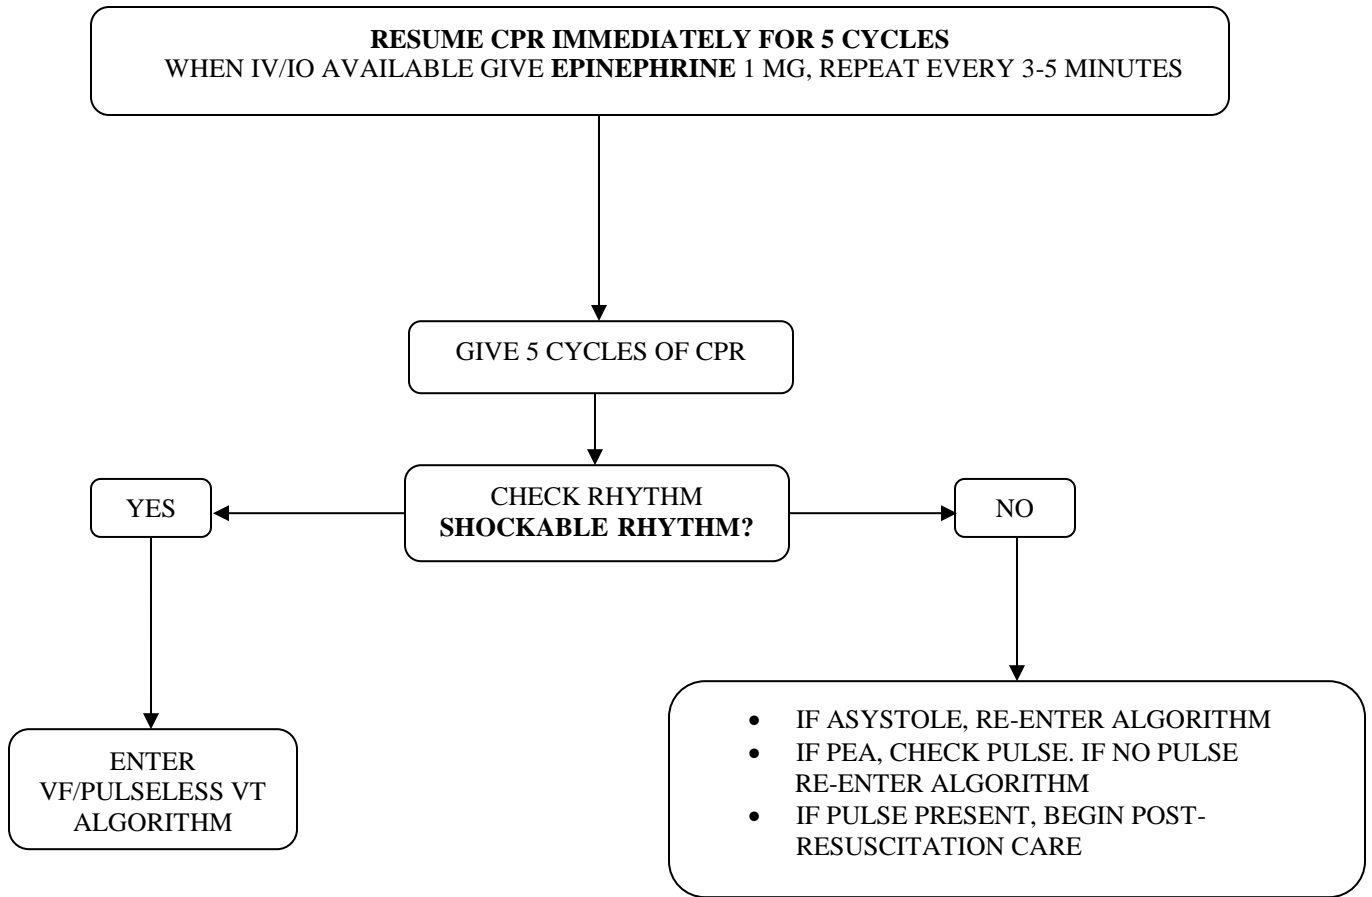 RESUME CPR IMMEDIATELY FOR 5 CYCLES
WHEN IV/IO AVAILABLE GIVE EPINEPHRINE 1 MG, REPEAT EVERY 3-5 MINUTES
GIVE 5 CYCLES OF CPR
YES
CHECK RHYTHM
SHOCKABLE RHYTHM?
NO
ENTER
VF/PULSELESS VT
ALGORITHM
• IF ASYSTOLE, RE-ENTER ALGORITHM
• IF PEA, CHECK PULSE. IF NO PULSE
RE-ENTER ALGORITHM
• IF PULSE PRESENT, BEGIN POST-
RESUSCITATION CARE